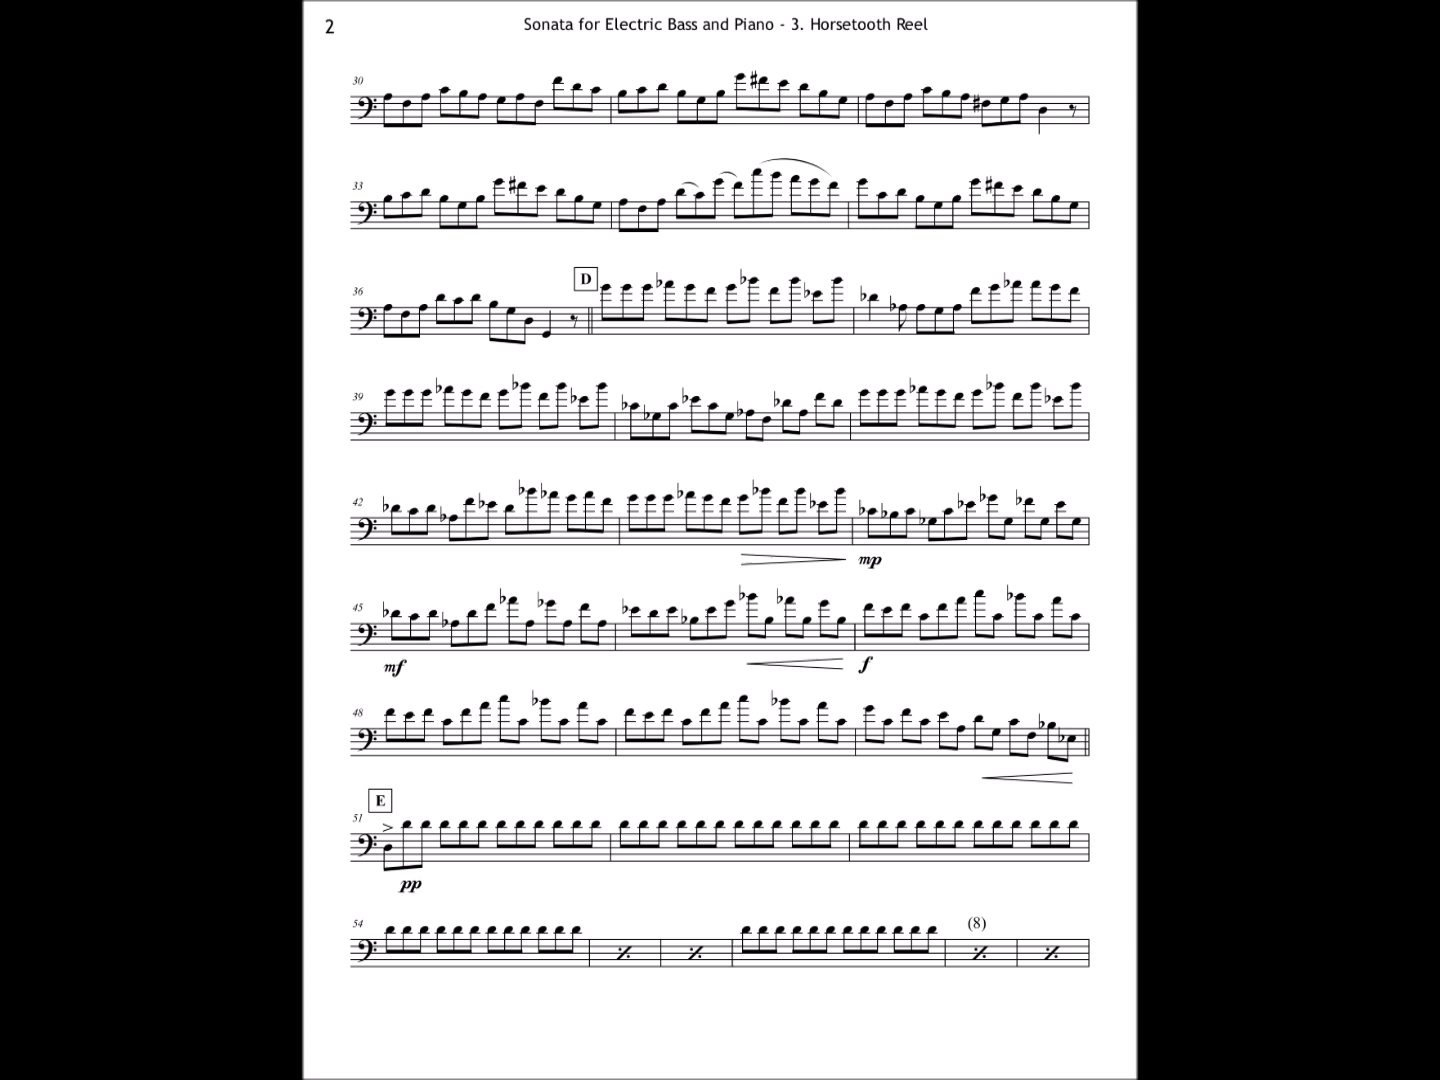 2
Sonata for Electric Bass and Piano - 3. Horsetooth Reel
30
33
36
D
39
42
mp
45
mf
f
48
E
51
pp
54
(8)